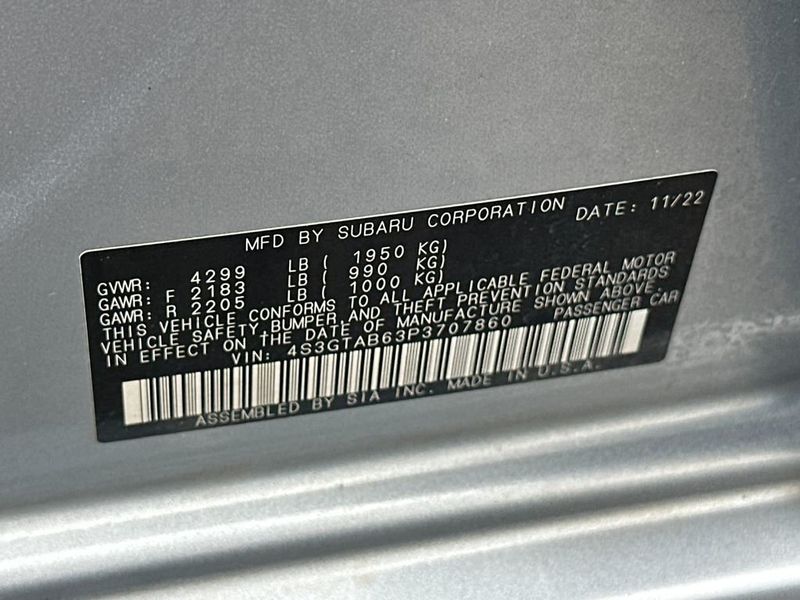 MFD BY SUBARU CORPORATION DATE: 11/22
GVWR: 4299 LB ( 1950 KG)
GAWR: F 2183 LB ( 990 KG)
GAWR: R 2205 LB ( 1000 KG)
THIS VEHICLE CONFORMS TO ALL APPLICABLE FEDERAL MOTOR
VEHICLE SAFETY, BUMPER AND THEFT PREVENTION STANDARDS
IN EFFECT ON tHE DATE OF MANUFACTURE SHOWN ABOVE.
VIN: 4S3GTAB63P3707860 PASSENGER CAR
ASSEMBLED BY SIA INC. MADE IN U.S.A.